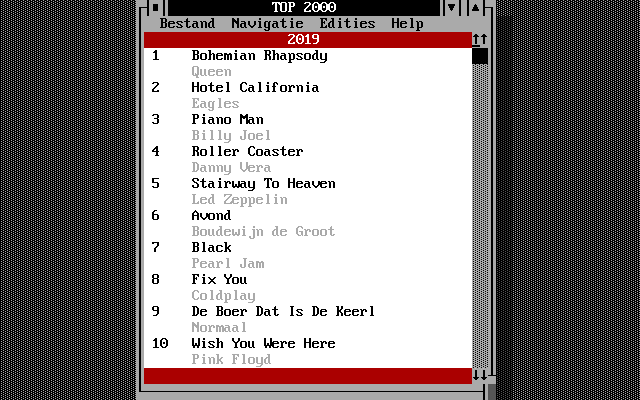 TOP 2000
Bestand Navigatie Edities Help
2019
1 Bohemian Rhapsody
Queen
2 Hotel California
Eagles
3 Piano Man
Billy Joel
4 Roller Coaster
Danny Vera
5 Stairway To Heaven
Led Zeppelin
6 Avond
Boudewijn de Groot
7 Black
Pearl Jam
8 Fix You
Coldplay
9 De Boer Dat Is De Keerl
Normaal
10 Wish You Were Here
Pink Floyd